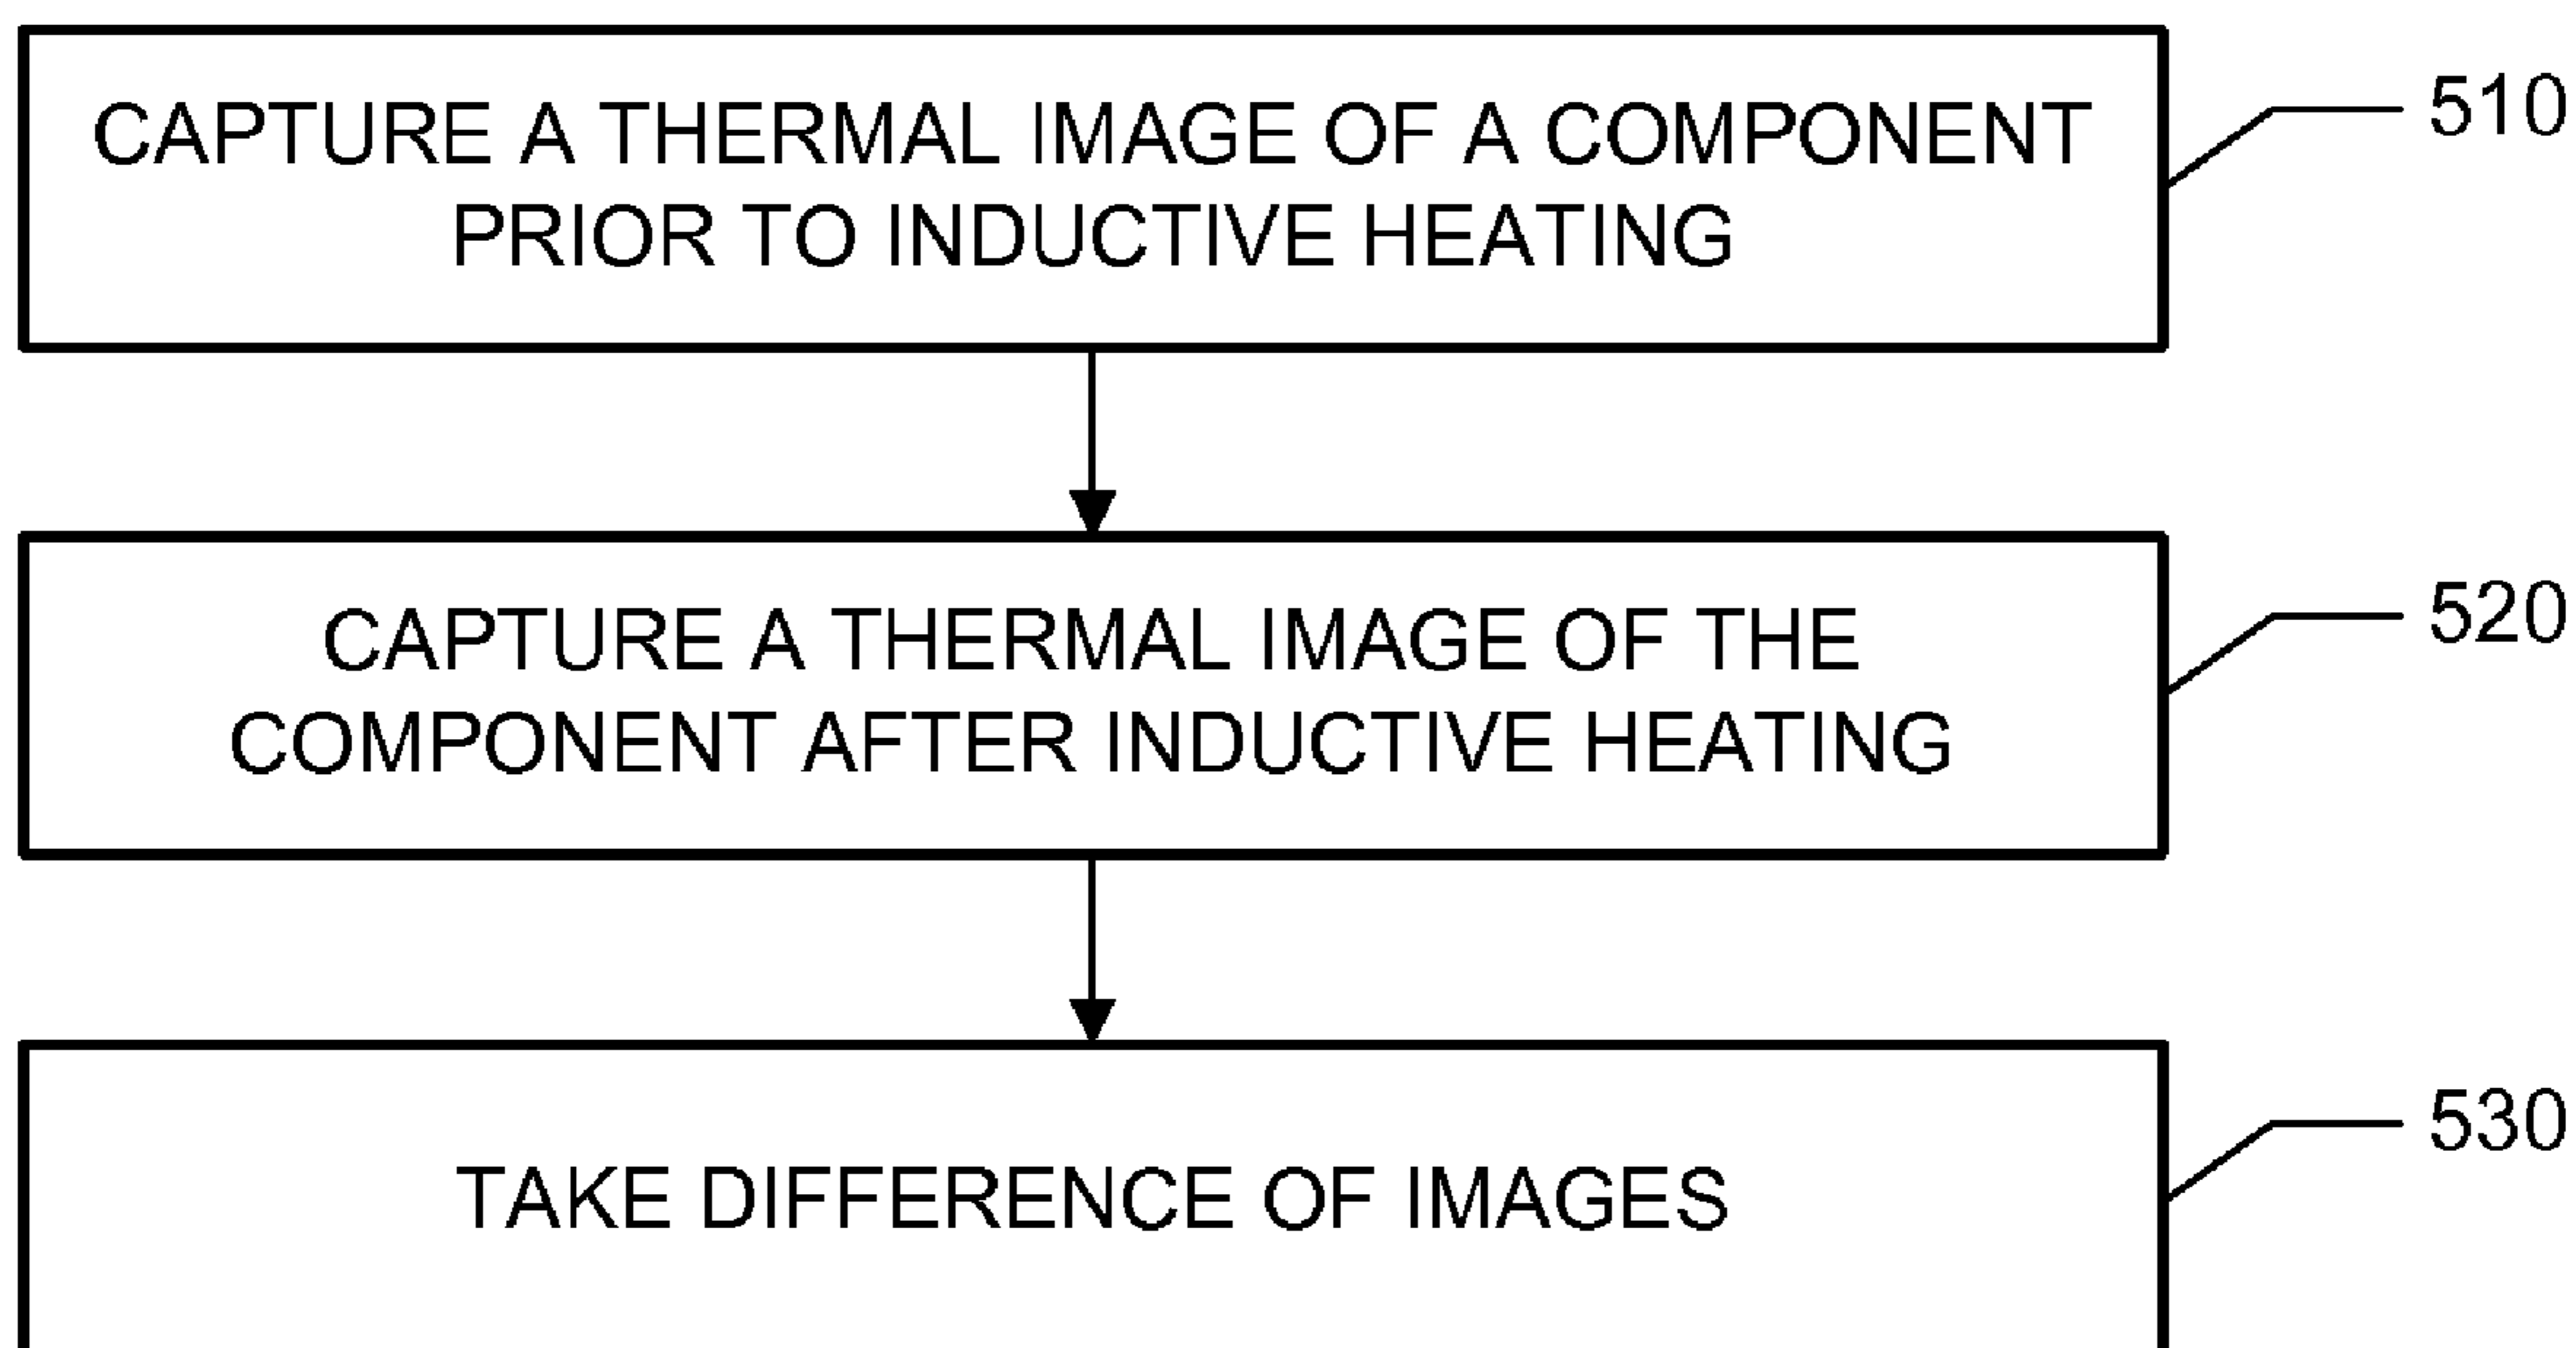 CAPTURE A THERMAL IMAGE OF A COMPONENT
PRIOR TO INDUCTIVE HEATING
510
CAPTURE A THERMAL IMAGE OF THE
COMPONENT AFTER INDUCTIVE HEATING
520
TAKE DIFFERENCE OF IMAGES
530